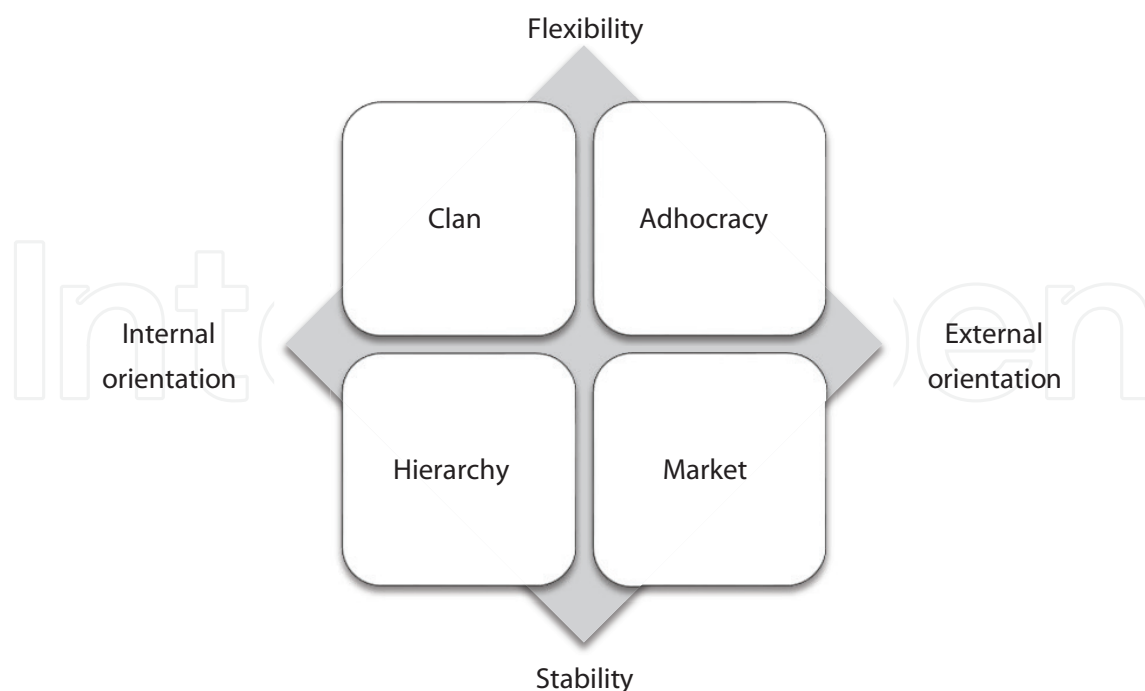 Flexibility
Clan
Adhocracy
Internal
orientation
External
orientation
Hierarchy
Market
Stability